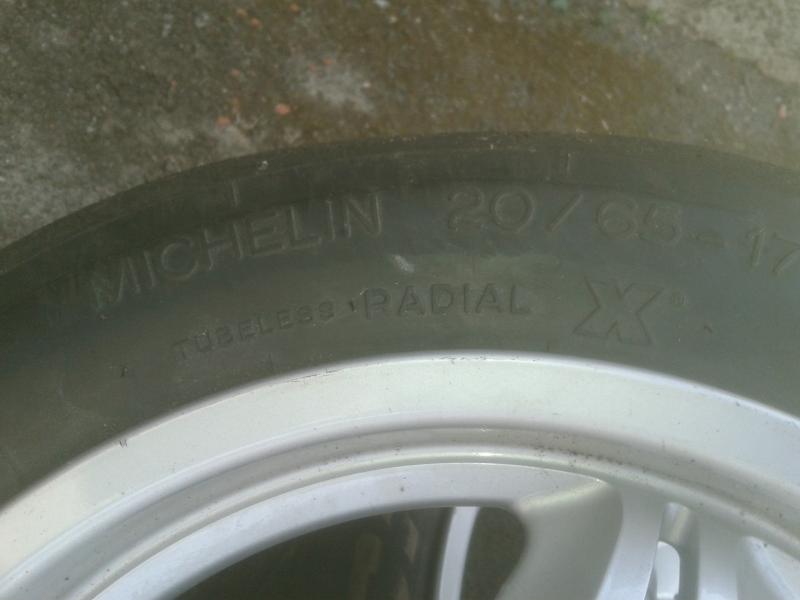 MICHELIN 20/65-17
TUBELESS RADIAL X®